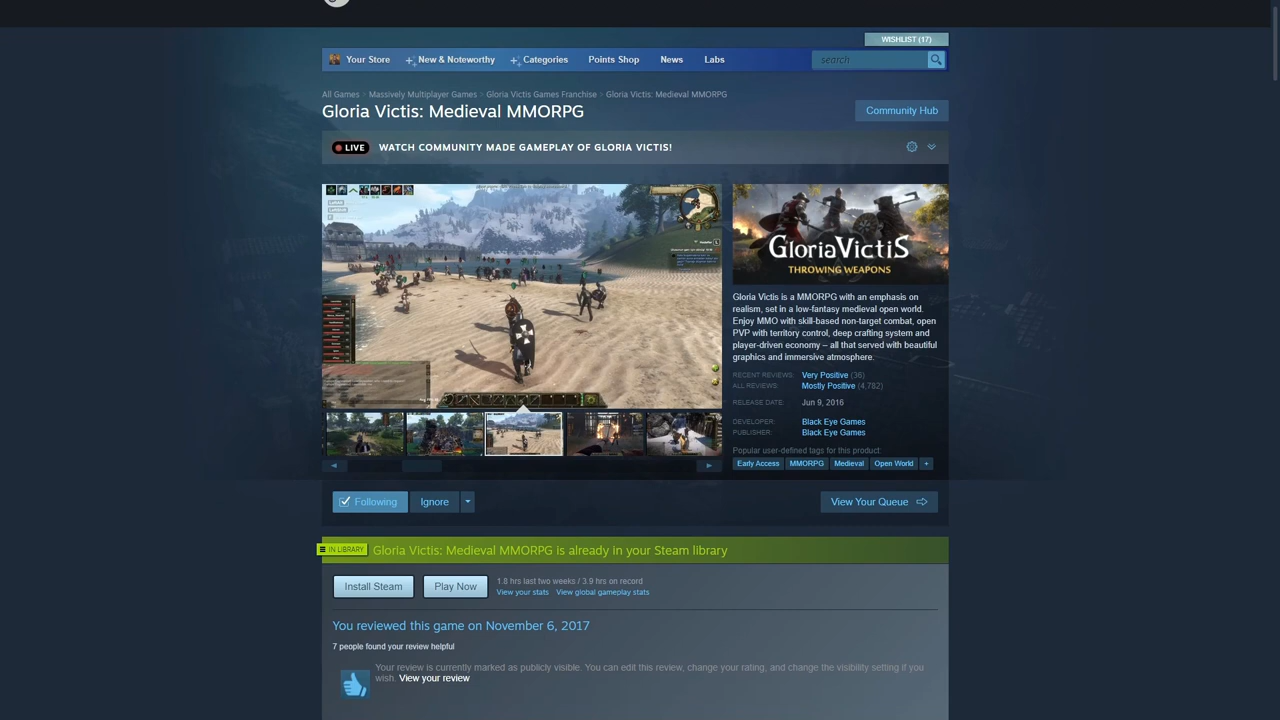 WISHLIST (17)
Your Store
New & Noteworthy
Categories
Points Shop
News
Labs
search
All Games > Massively Multiplayer Games > Gloria Victis Games Franchise > Gloria Victis: Medieval MMORPG
Gloria Victis: Medieval MMORPG
Community Hub
LIVE
WATCH COMMUNITY MADE GAMEPLAY OF GLORIA VICTIS!
GLORIAVICTIS
THROWING WEAPONS
Gloria Victis is a MMORPG with an emphasis on
realism, set in a low-fantasy medieval open world.
Enjoy MMO with skill-based non-target combat, open
PVP with territory control, deep crafting system and
player-driven economy – all that served with beautiful
graphics and immersive atmosphere.
RECENT REVIEWS: Very Positive (36)
ALL REVIEWS: Mostly Positive (4,782)
RELEASE DATE: Jun 9, 2016
DEVELOPER: Black Eye Games
PUBLISHER: Black Eye Games
Popular user-defined tags for this product:
Early Access MMORPG Medieval Open World +
Following
Ignore
View Your Queue
IN LIBRARY
Gloria Victis: Medieval MMORPG is already in your Steam library
Install Steam
Play Now
1.8 hrs last two weeks / 3.9 hrs on record
View your stats View global gameplay stats
You reviewed this game on November 6, 2017
7 people found your review helpful
Your review is currently marked as publicly visible. You can edit this review, change your rating, and change the visibility setting if you
wish. View your review